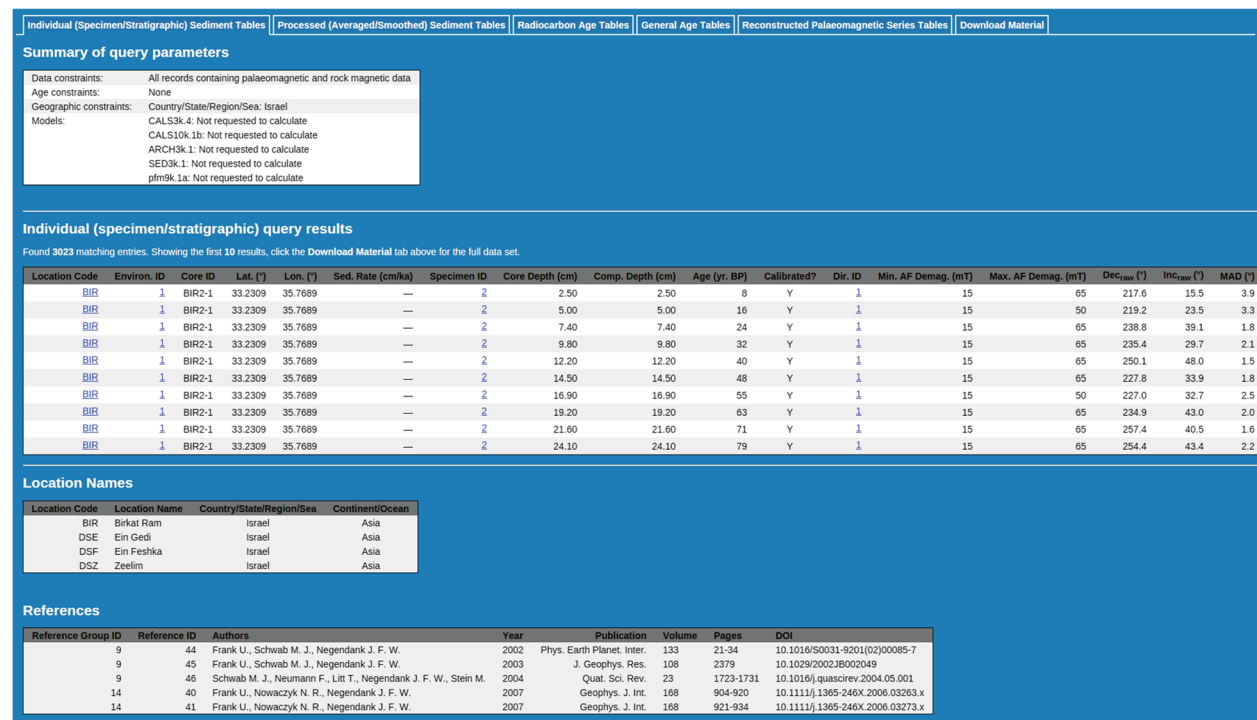 Individual (Specimen/Stratigraphic) Sediment Tables Processed (Averaged/Smoothed) Sediment Tables Radiocarbon Age Tables General Age Tables Reconstructed Palaeomagnetic Series Tables Download Material
Summary of query parameters
Data constraints: All records containing palaeomagnetic and rock magnetic data
Age constraints: None
Geographic constraints: Country/State/Region/Sea: Israel
Models: CALS3k.4: Not requested to calculate
CALS10k.1b: Not requested to calculate
ARCH3k.1: Not requested to calculate
SED3k.1: Not requested to calculate
pfm9k.1a: Not requested to calculate
Individual (specimen/stratigraphic) query results
Found 3023 matching entries. Showing the first 10 results, click the Download Material tab above for the full data set.
Location Code Environ. ID Core ID Lat. (°) Lon. (°) Sed. Rate (cm/ka) Specimen ID Core Depth (cm) Comp. Depth (cm) Age (yr. BP) Calibrated? Dir. ID Min. AF Demag. (mT) Max. AF Demag. (mT) Decraw (°) Incraw (°) MAD (°)
BIR 1 BIR2-1 33.2309 35.7689 — 2 2.50 2.50 8 Y 1 15 65 217.6 15.5 3.9
BIR 1 BIR2-1 33.2309 35.7689 — 2 5.00 5.00 16 Y 1 15 50 219.2 23.5 3.3
BIR 1 BIR2-1 33.2309 35.7689 — 2 7.40 7.40 24 Y 1 15 65 238.8 39.1 1.8
BIR 1 BIR2-1 33.2309 35.7689 — 2 9.80 9.80 32 Y 1 15 65 235.4 29.7 2.1
BIR 1 BIR2-1 33.2309 35.7689 — 2 12.20 12.20 40 Y 1 15 65 250.1 48.0 1.5
BIR 1 BIR2-1 33.2309 35.7689 — 2 14.50 14.50 48 Y 1 15 65 227.8 33.9 1.8
BIR 1 BIR2-1 33.2309 35.7689 — 2 16.90 16.90 55 Y 1 15 50 227.0 32.7 2.5
BIR 1 BIR2-1 33.2309 35.7689 — 2 19.20 19.20 63 Y 1 15 65 234.9 43.0 2.0
BIR 1 BIR2-1 33.2309 35.7689 — 2 21.60 21.60 71 Y 1 15 65 257.4 40.5 1.6
BIR 1 BIR2-1 33.2309 35.7689 — 2 24.10 24.10 79 Y 1 15 65 254.4 43.4 2.2
Location Names
Location Code Location Name Country/State/Region/Sea Continent/Ocean
BIR Birkat Ram Israel Asia
DSE Ein Gedi Israel Asia
DSF Ein Feshka Israel Asia
DSZ Zeelim Israel Asia
References
Reference Group ID Reference ID Authors Year Publication Volume Pages DOI
9 44 Frank U., Schwab M. J., Negendank J. F. W. 2002 Phys. Earth Planet. Inter. 133 21-34 10.1016/S0031-9201(02)00085-7
9 45 Frank U., Schwab M. J., Negendank J. F. W. 2003 J. Geophys. Res. 108 2379 10.1029/2002JB002049
9 46 Schwab M. J., Neumann F., Litt T., Negendank J. F. W., Stein M. 2004 Quat. Sci. Rev. 23 1723-1731 10.1016/j.quascirev.2004.05.001
14 40 Frank U., Nowaczyk N. R., Negendank J. F. W. 2007 Geophys. J. Int. 168 904-920 10.1111/j.1365-246X.2006.03263.x
14 41 Frank U., Nowaczyk N. R., Negendank J. F. W. 2007 Geophys. J. Int. 168 921-934 10.1111/j.1365-246X.2006.03273.x